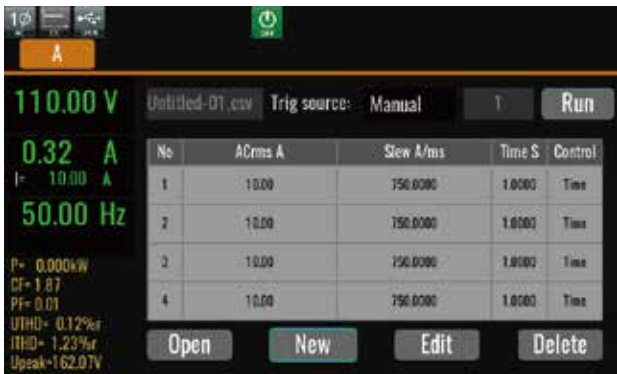 1Ø
OFF
A
110.00 V
Untitled-01.csv Trig source: Manual T Run
0.32 A
I= 10.00 A
50.00 Hz
No ACrms A Slew A/ms Time S Control
1 10.00 750.0000 1.0000 Time
2 10.00 750.0000 1.0000 Time
3 10.00 750.0000 1.0000 Time
4 10.00 750.0000 1.0000 Time
P= 0.000kW
CF=1.87
PF=0.01
UTHD= 0.12%r
ITHD= 1.23%r
Upeak=162.07V
Open New Edit Delete